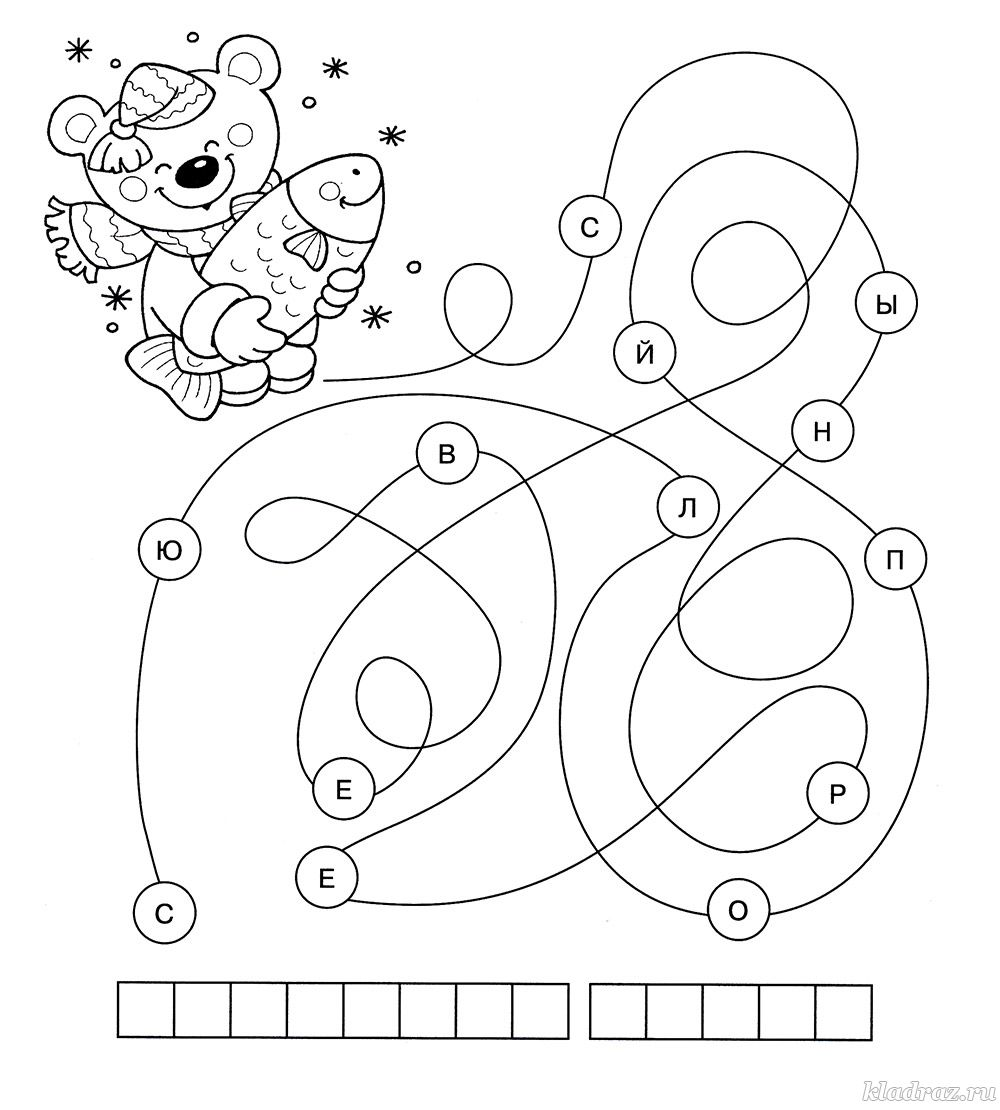 С
Ы
Й
Н
В
Л
Ю
П
Е
Р
Е
О
С
kladraz.ru